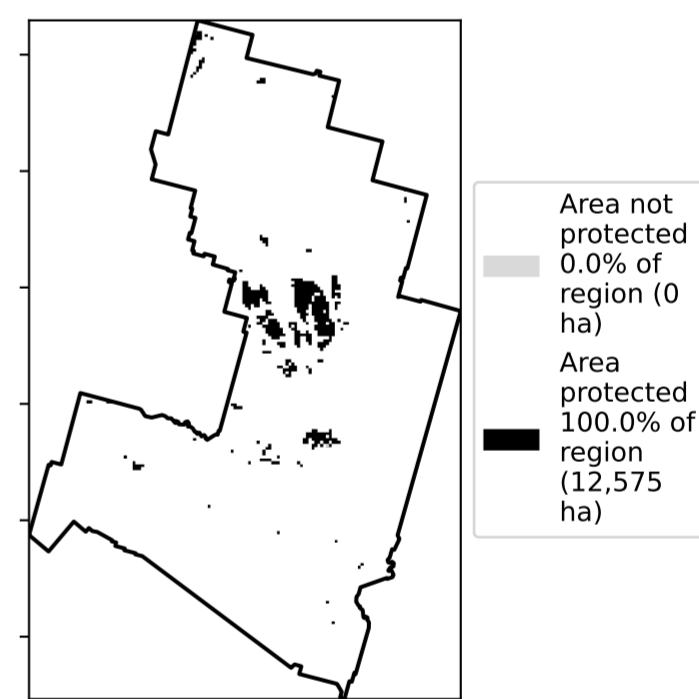 Area not
protected
0.0% of
region (0
ha)
Area
protected
100.0% of
region
(12,575
ha)